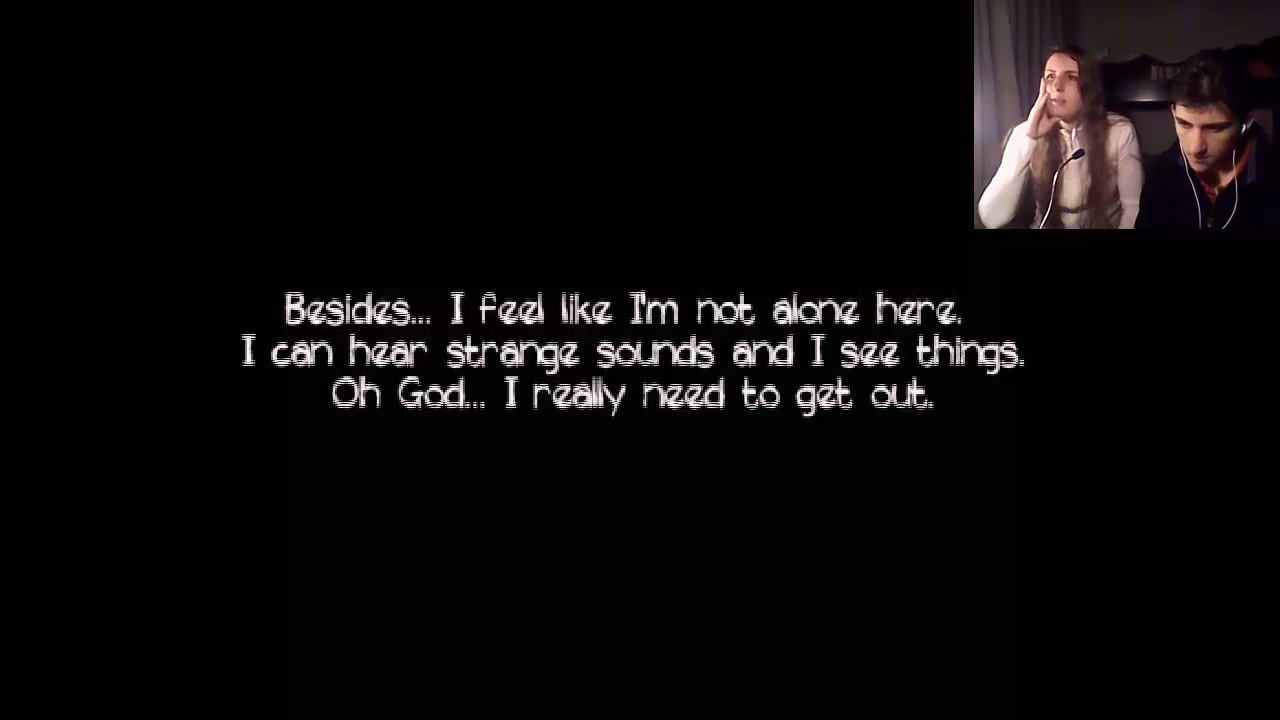 Besides... I feel like I'm not alone here.
I can hear strange sounds and I see things.
Oh God... I really need to get out.